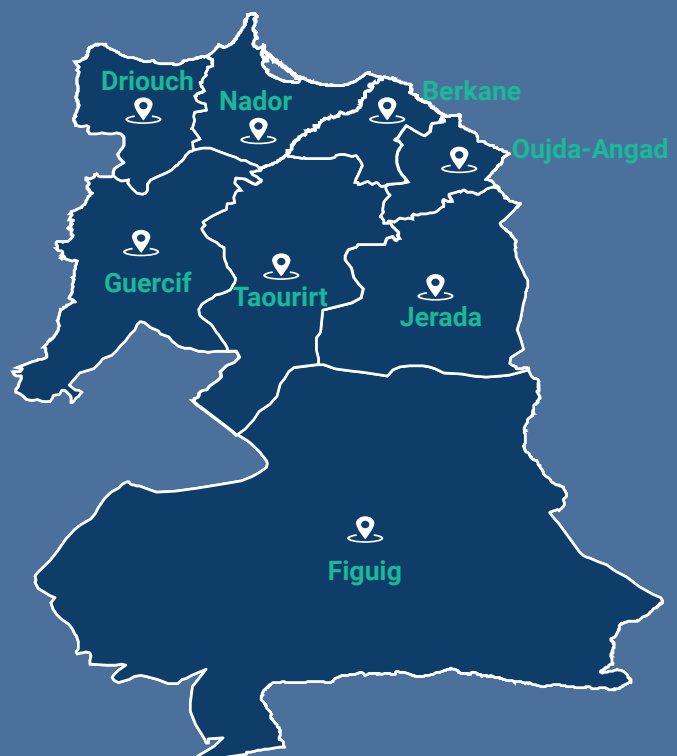 Driouch
Nador
Berkane
Oujda-Angad
Guercif
Taourirt
Jerada
Figuig